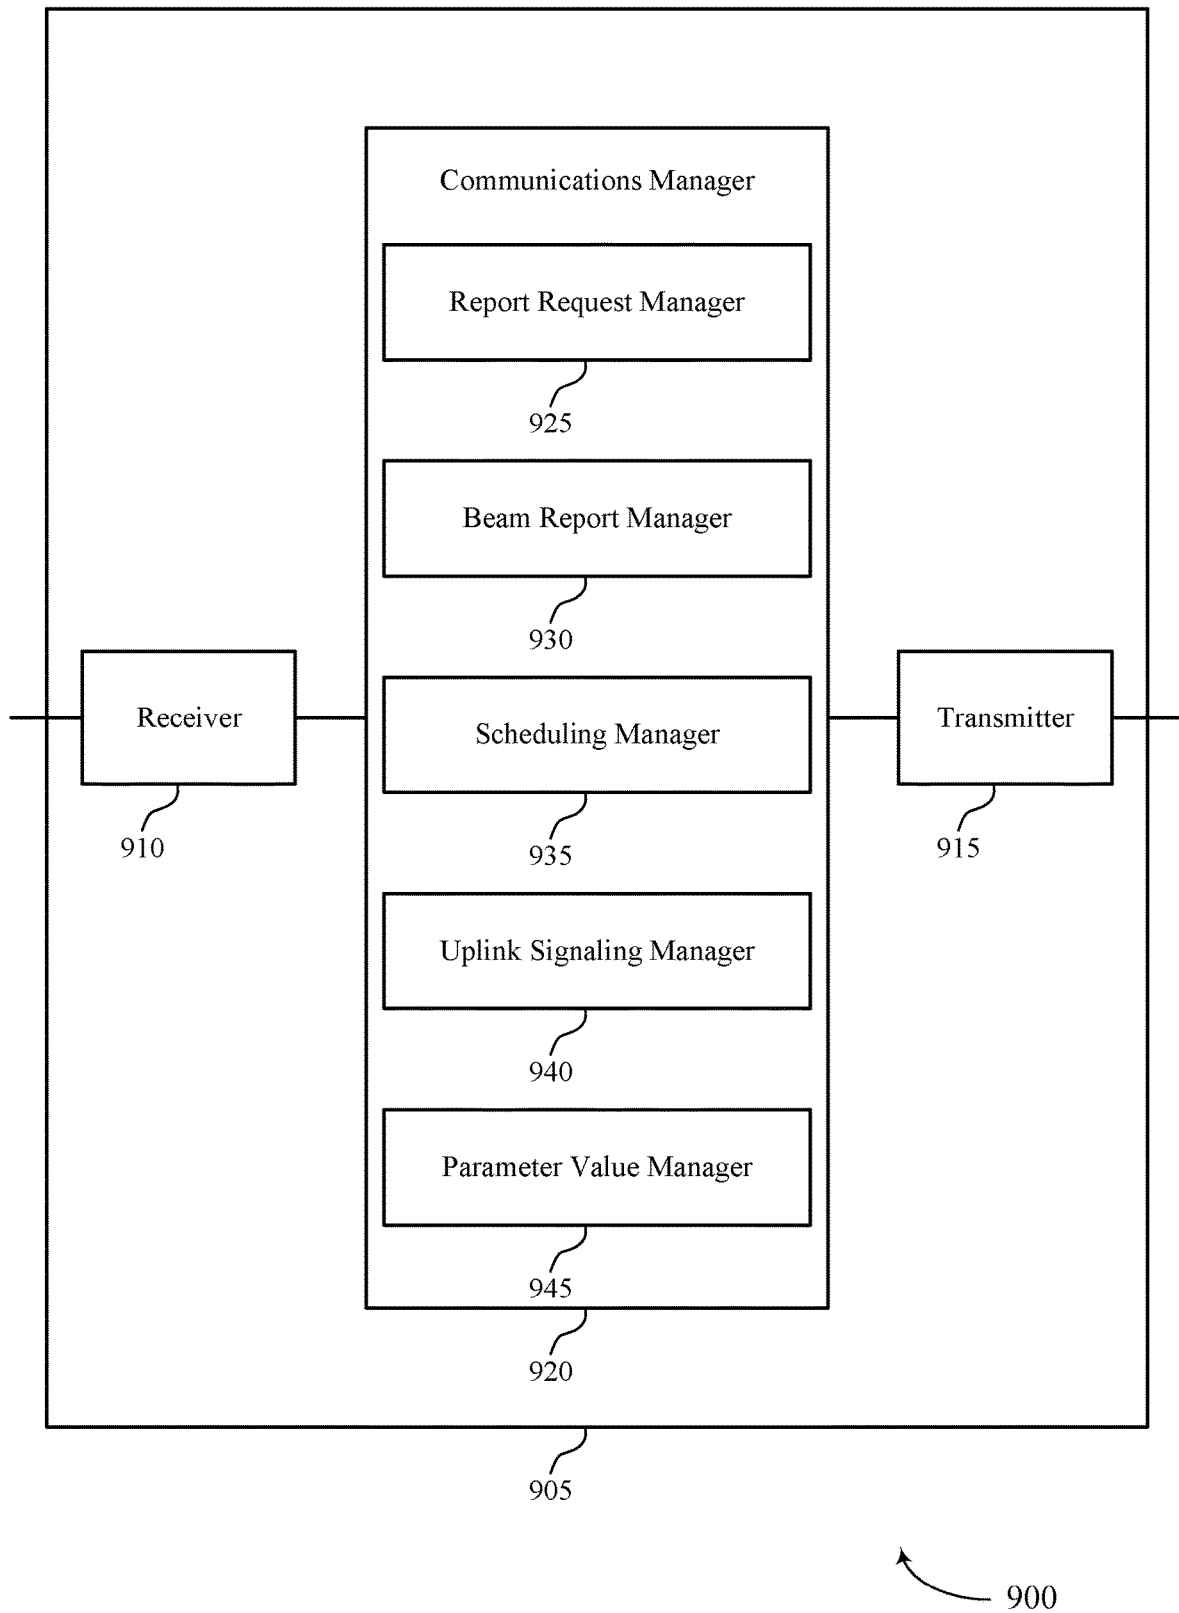 Communications Manager
Report Request Manager
925
Beam Report Manager
930
Receiver
910
Scheduling Manager
935
Transmitter
915
Uplink Signaling Manager
940
Parameter Value Manager
945
920
905
900